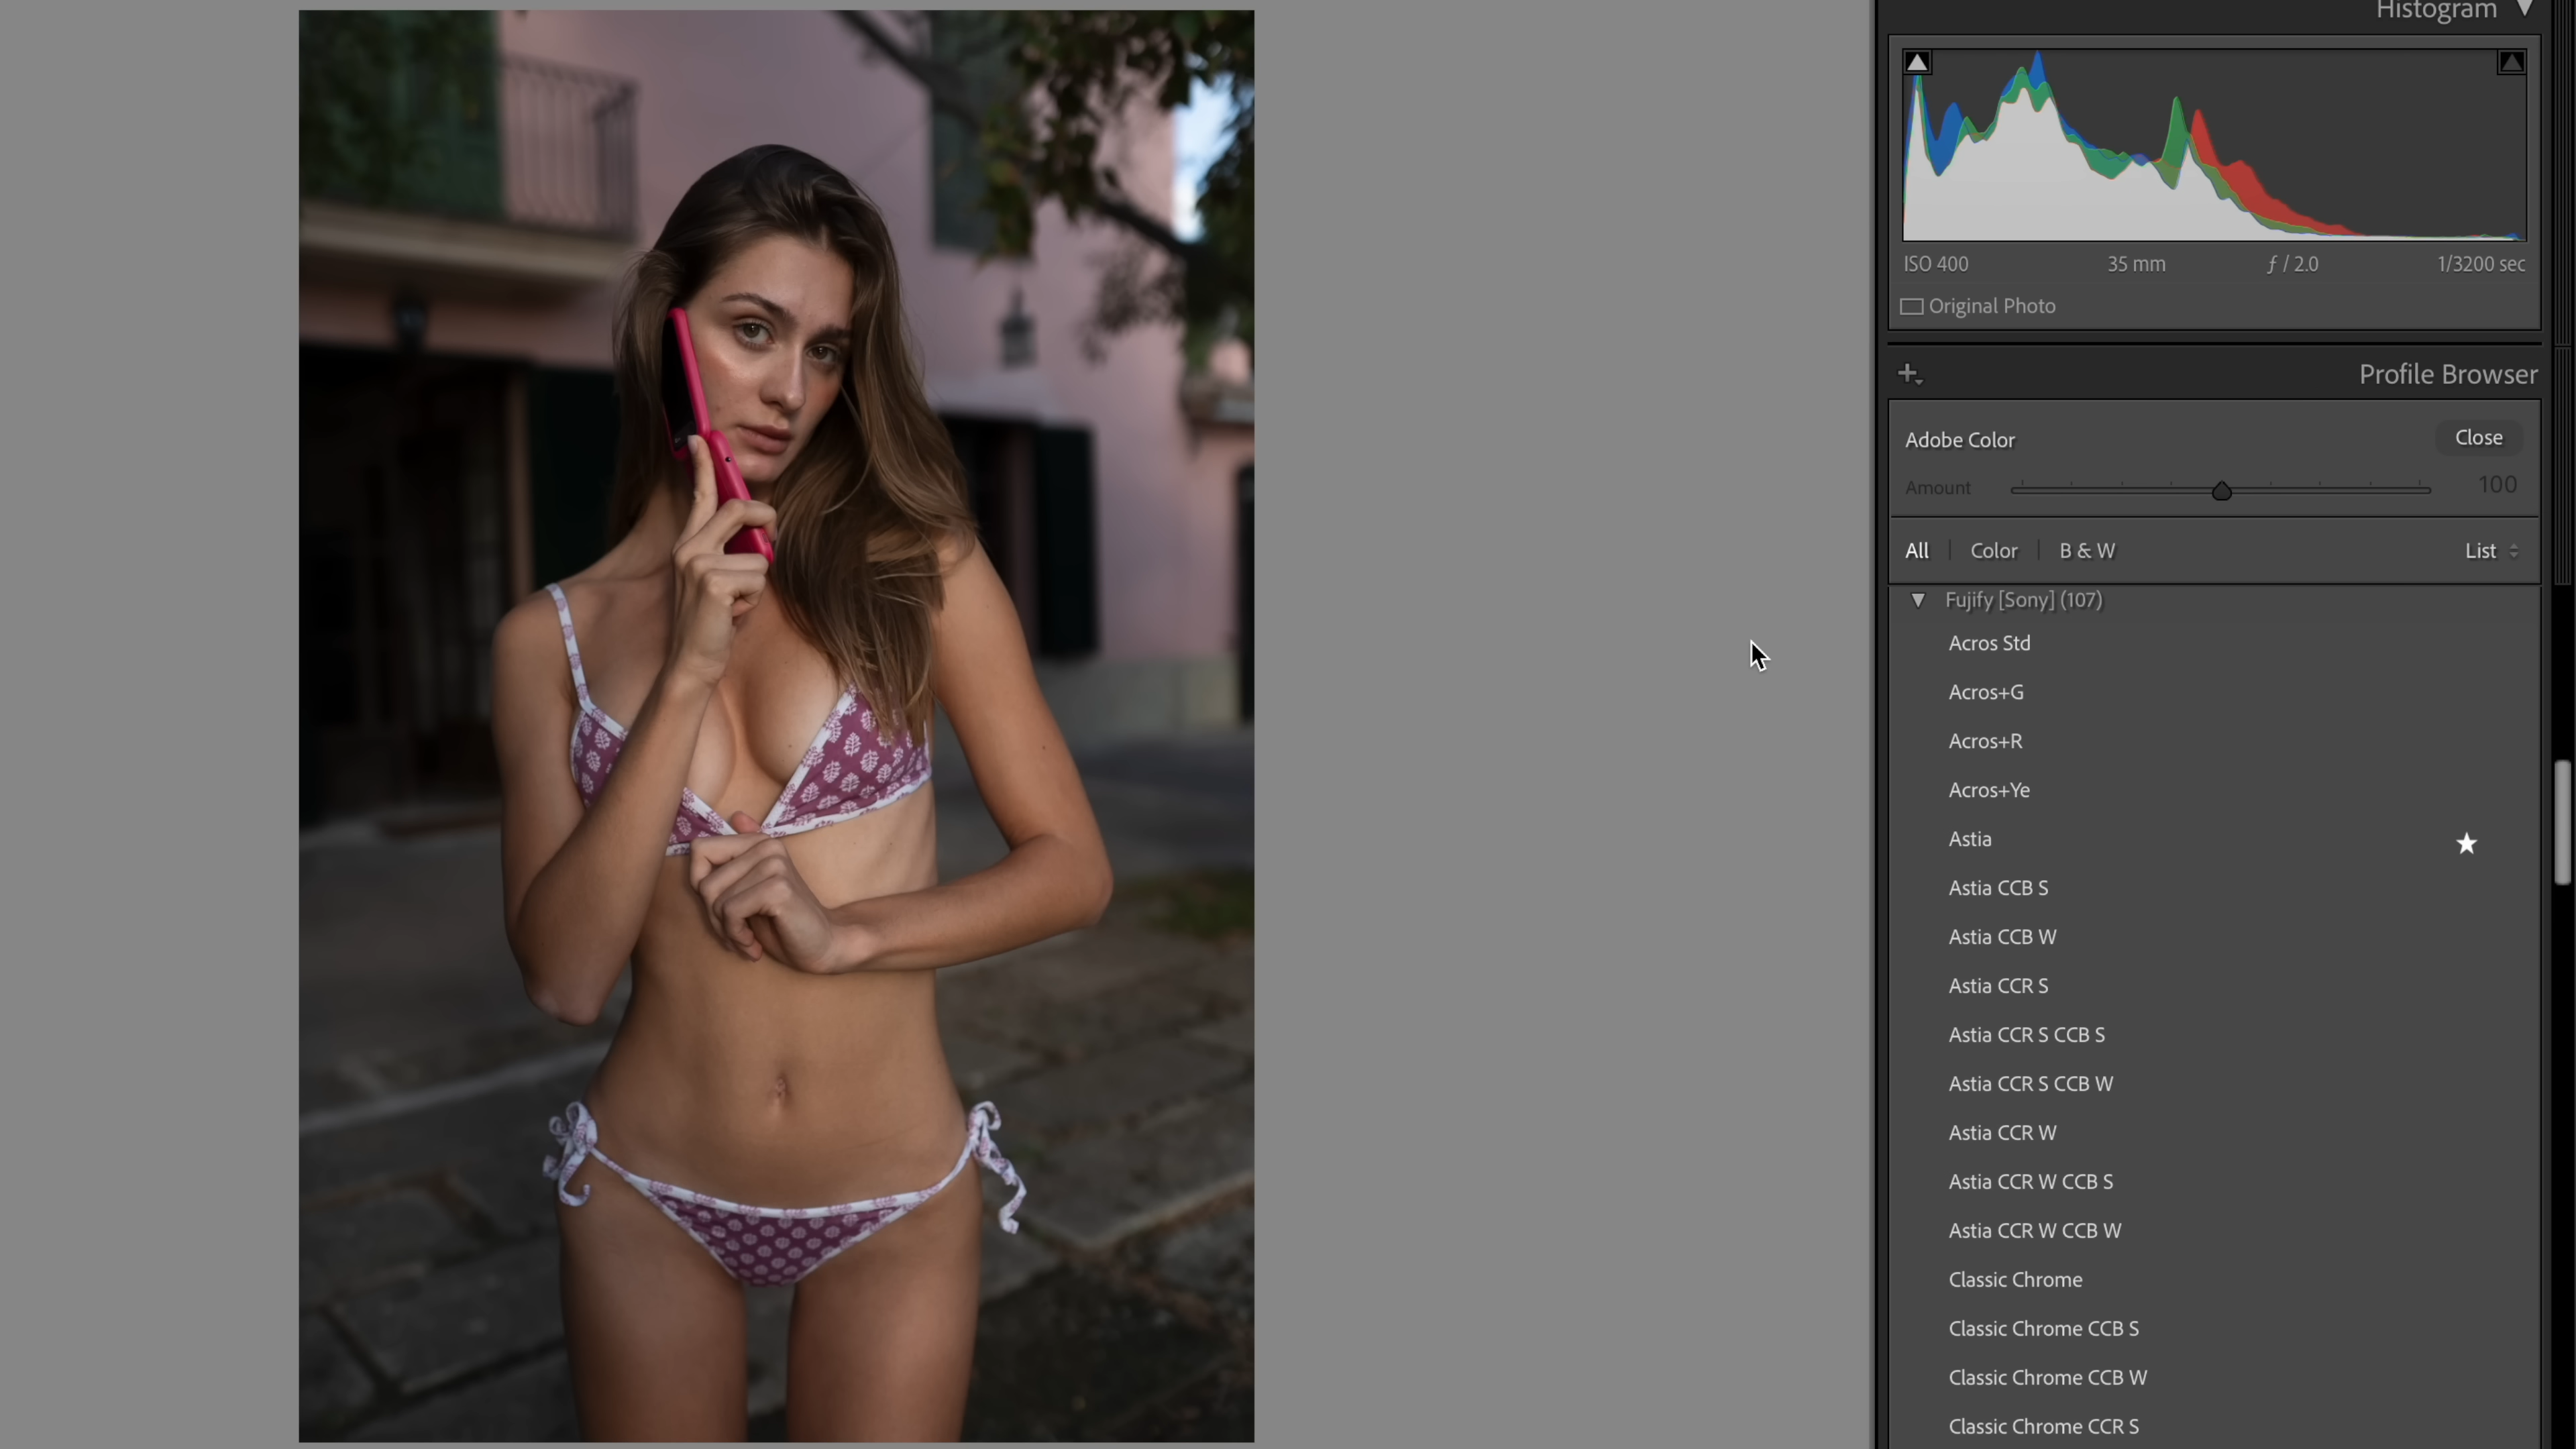 Histogram
ISO 400 35 mm ƒ / 2.0 1/3200 sec
Original Photo
Profile Browser
Adobe Color Close
Amount 100
All Color B & W List
Fujify [Sony] (107)
Acros Std
Acros+G
Acros+R
Acros+Ye
Astia
Astia CCB S
Astia CCB W
Astia CCR S
Astia CCR S CCB S
Astia CCR S CCB W
Astia CCR W
Astia CCR W CCB S
Astia CCR W CCB W
Classic Chrome
Classic Chrome CCB S
Classic Chrome CCB W
Classic Chrome CCR S